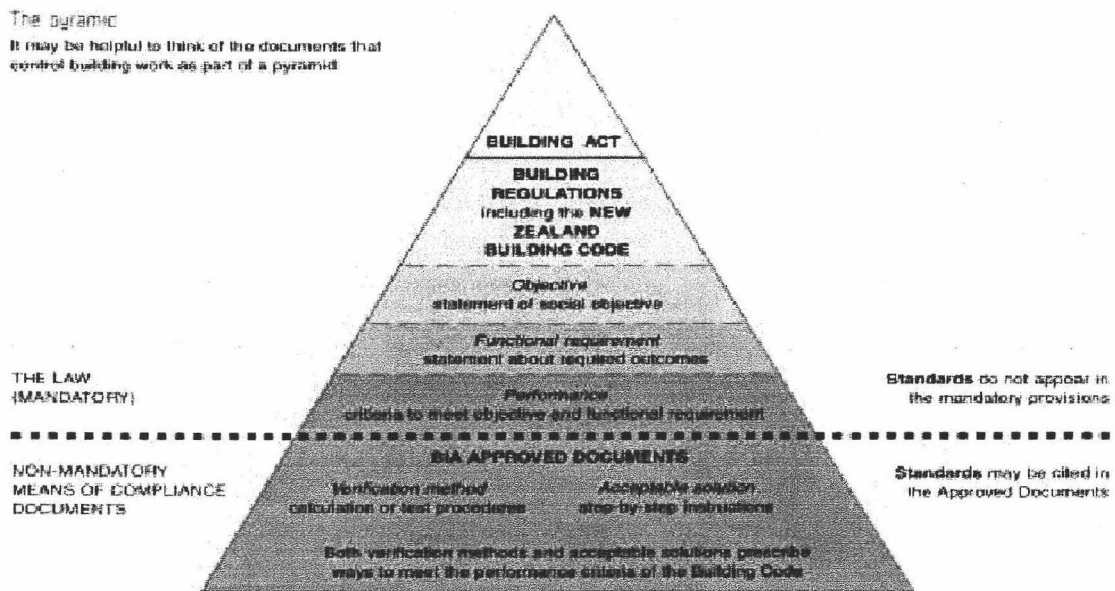 The pyramid
It may be helpful to think of the documents that
control building work as part of a pyramid
BUILDING ACT
BUILDING
REGULATIONS
including the NEW
ZEALAND
BUILDING CODE
Objective
statement of social objective
Functional requirement
statement about required outcomes
THE LAW
(MANDATORY)
Performance
criteria to meet objective and functional requirement
Standards do not appear in
the mandatory provisions
NON-MANDATORY
MEANS OF COMPLIANCE
DOCUMENTS
BIA APPROVED DOCUMENTS
Verification method
calculation or test procedures
Acceptable solution
step-by-step instructions
Both verification methods and acceptable solutions prescribe
ways to meet the performance criteria of the Building Code
Standards may be cited in
the Approved Documents